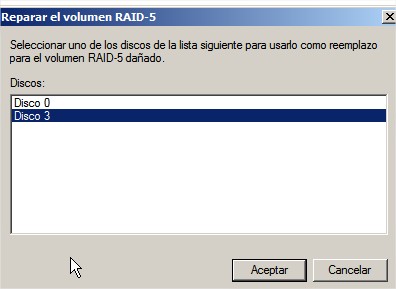 Reparar el volumen RAID-5
Seleccionar uno de los discos de la lista siguiente para usarlo como reemplazo
para el volumen RAID-5 dañado.
Discos:
Disco 0
Disco 3
Aceptar
Cancelar